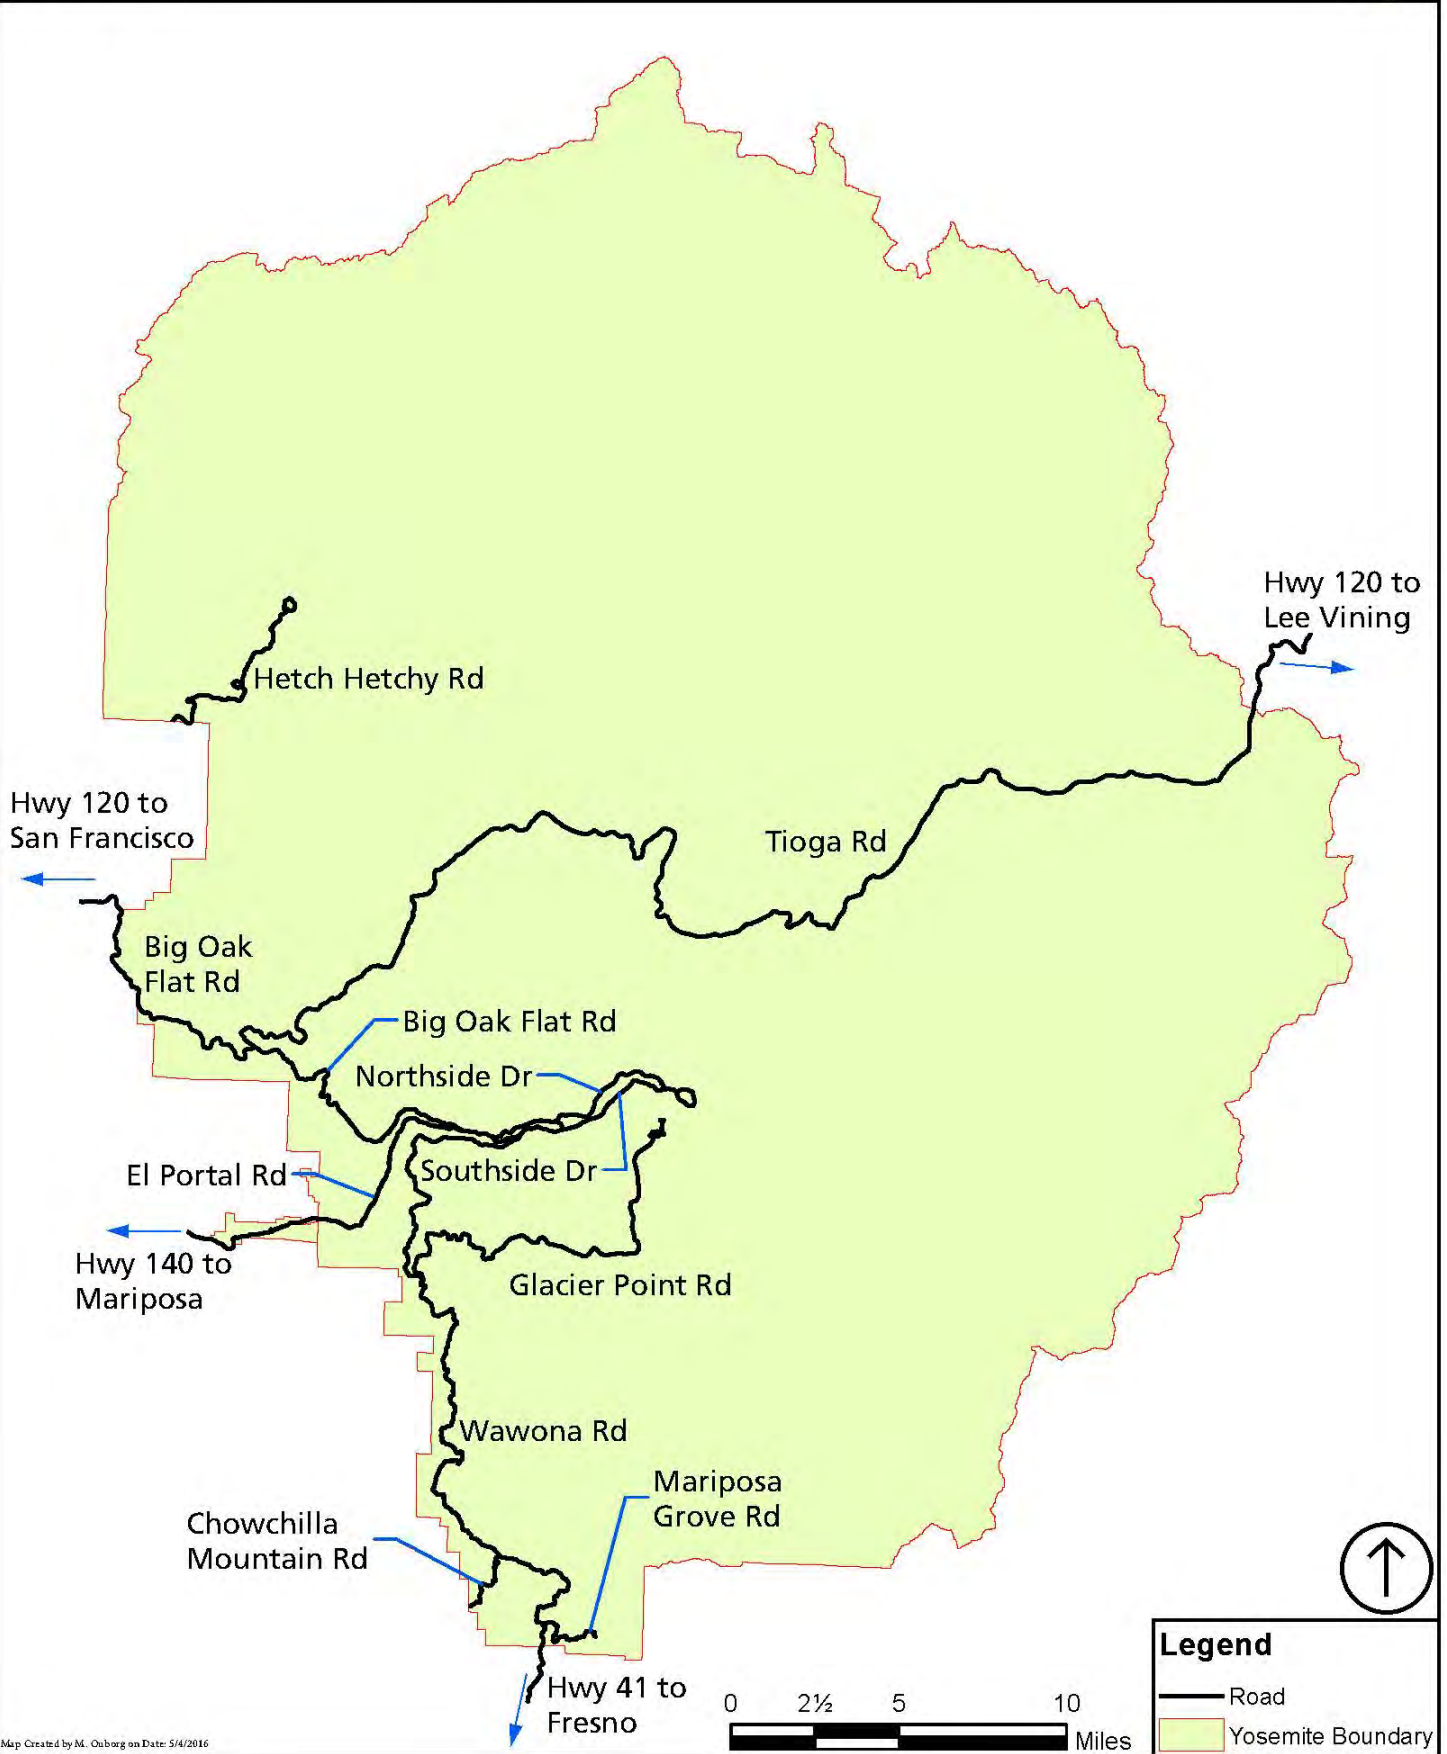 Hwy 120 to
Lee Vining
Hetch Hetchy Rd
Hwy 120 to
San Francisco
Tioga Rd
Big Oak
Flat Rd
Big Oak Flat Rd
Northside Dr
El Portal Rd
Southside Dr
Hwy 140 to
Mariposa
Glacier Point Rd
Wawona Rd
Mariposa
Grove Rd
Chowchilla
Mountain Rd
Hwy 41 to
Fresno
0 2½ 5 10
Miles
Legend
Road
Yosemite Boundary
Map Created by M. Ouborg on Date: 5/4/2016